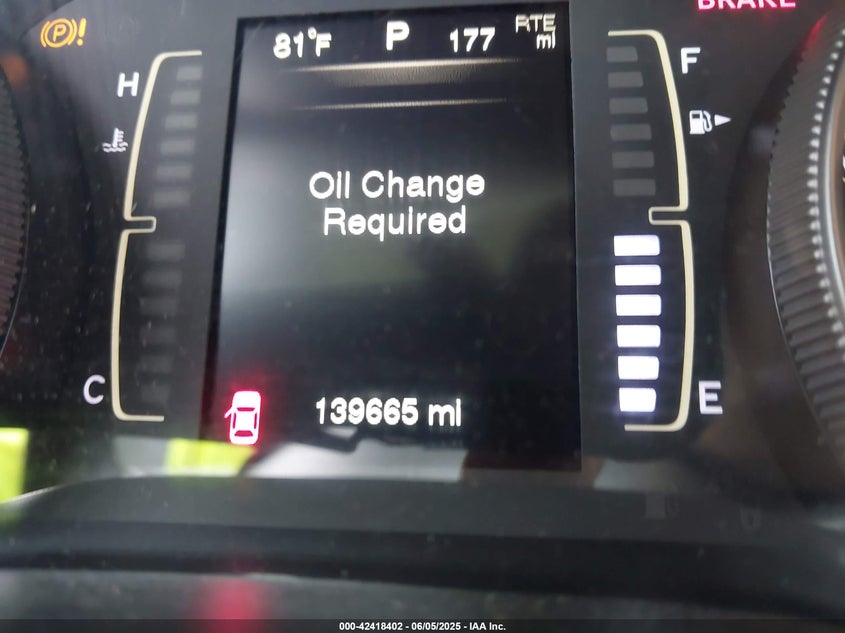 BRAKE
81°F P 177 RTE mi
H
F
Oil Change
Required
C
E
139665 mi
000-42418402 - 06/05/2025 - IAA Inc.